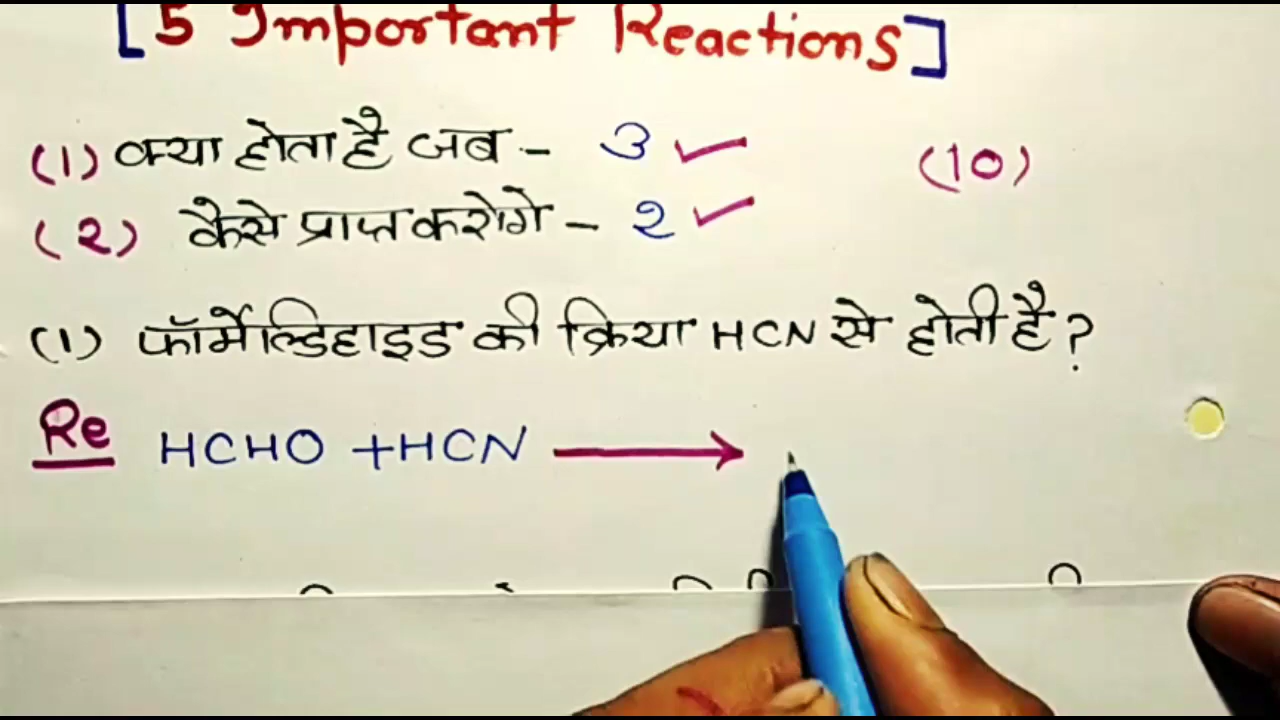 [5 Important Reactions]
(1) क्या होता है जब - 3 (10)
(2) कैसे प्राप्त करोगे - 2
(1) फॉर्मेल्डिहाइड की क्रिया HCN से होती है?
Re HCHO + HCN →